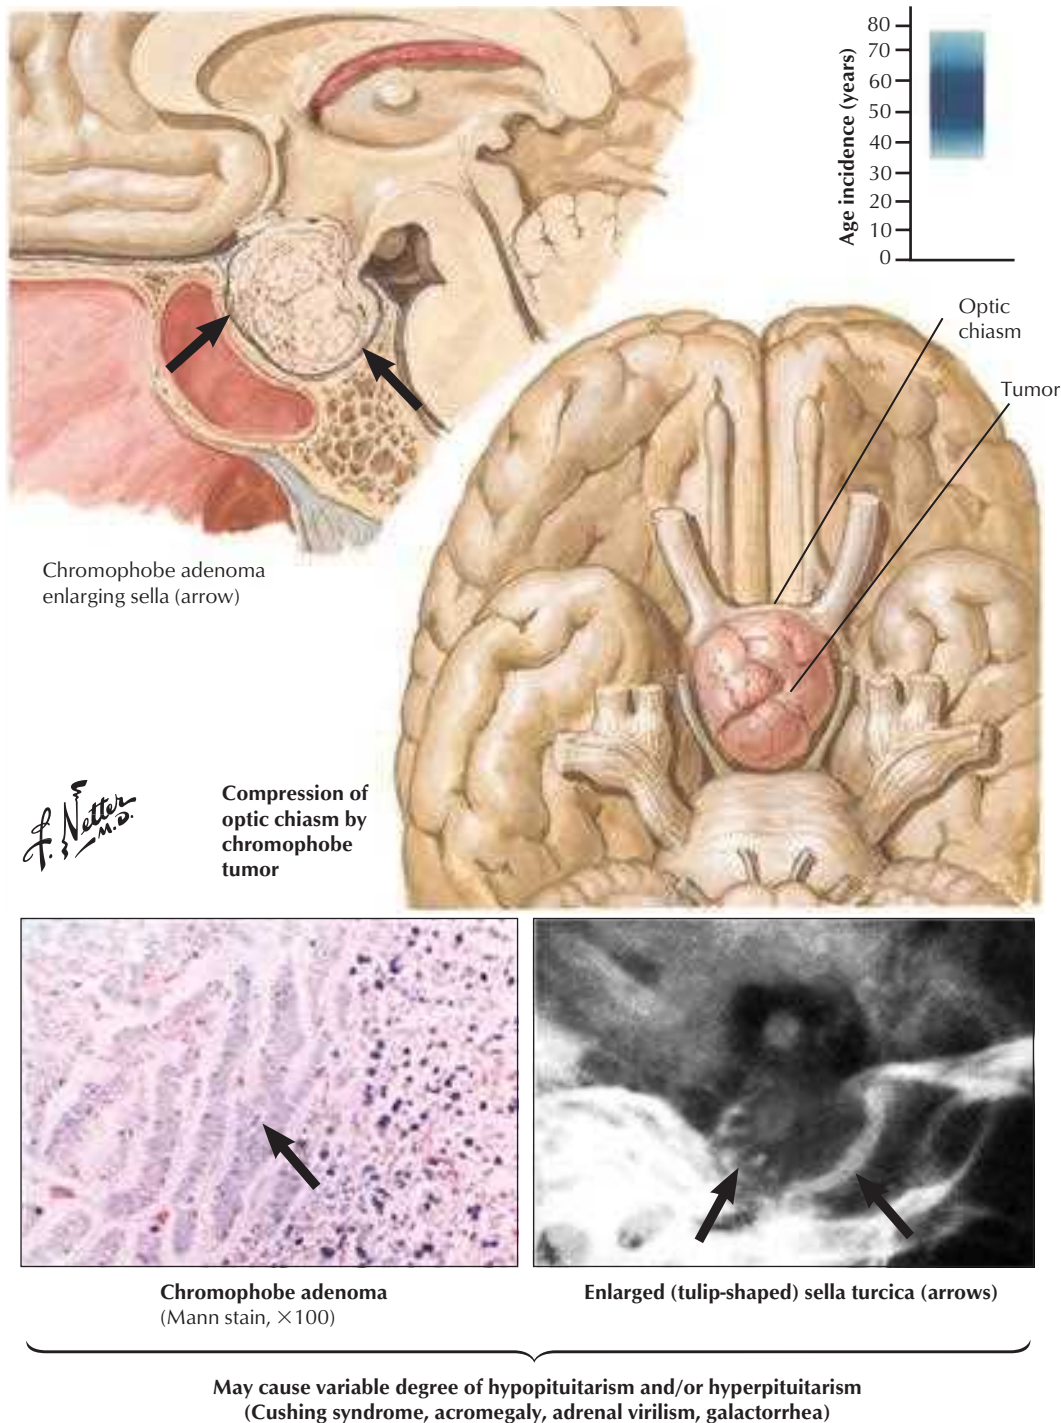 80
70
60
50
40
30
20
10
0
Age incidence (years)
Optic
chiasm
Tumor
Chromophobe adenoma
enlarging sella (arrow)
Compression of
optic chiasm by
chromophobe
tumor
F. Netter
M.D.
Chromophobe adenoma
(Mann stain, ×100)
Enlarged (tulip-shaped) sella turcica (arrows)
May cause variable degree of hypopituitarism and/or hyperpituitarism
(Cushing syndrome, acromegaly, adrenal virilism, galactorrhea)